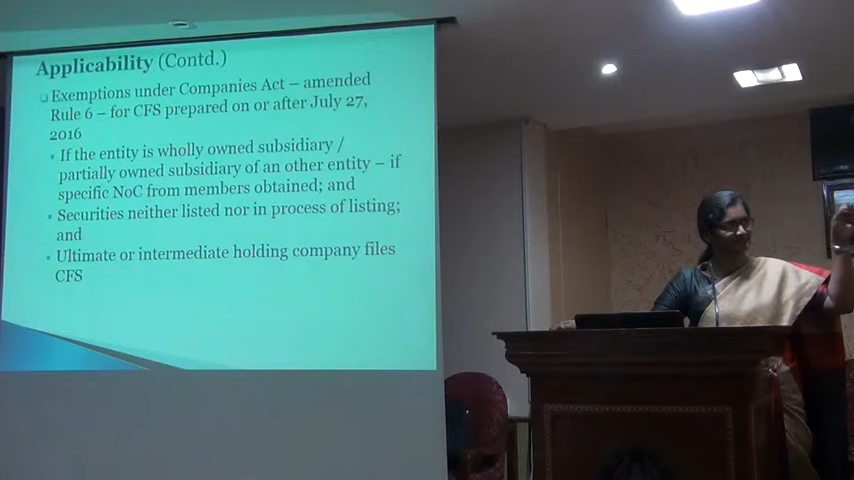 Applicability (Contd.)
Exemptions under Companies Act – amended
Rule 6 – for CFS prepared on or after July 27,
2016
If the entity is wholly owned subsidiary /
partially owned subsidiary of an other entity – if
specific NoC from members obtained; and
Securities neither listed nor in process of listing;
and
Ultimate or intermediate holding company files
CFS